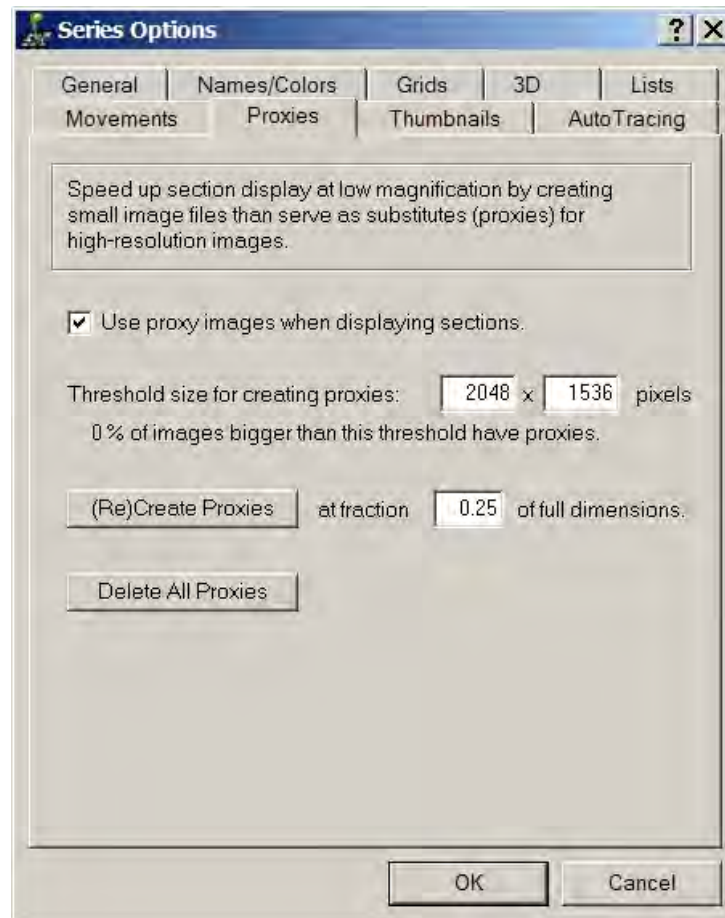 Series Options
General Names/Colors Grids 3D Lists
Movements Proxies Thumbnails AutoTracing
Speed up section display at low magnification by creating
small image files than serve as substitutes (proxies) for
high-resolution images.
Use proxy images when displaying sections.
Threshold size for creating proxies: 2048 x 1536 pixels
0% of images bigger than this threshold have proxies.
(Re)Create Proxies at fraction 0.25 of full dimensions.
Delete All Proxies
OK Cancel